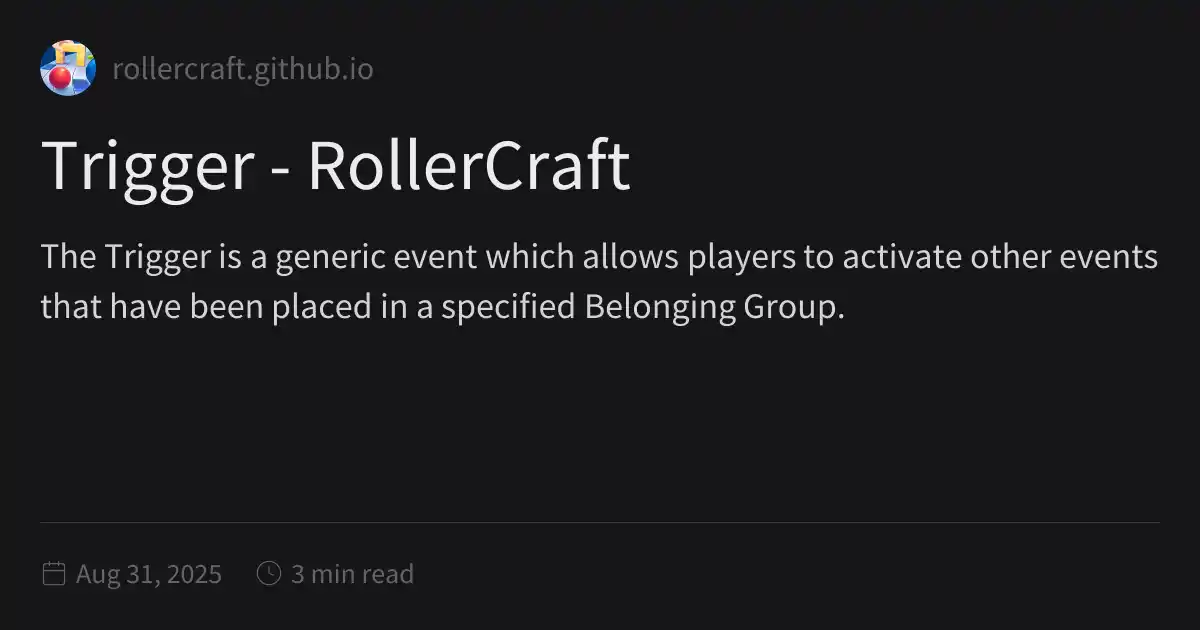 rollercraft.github.io
Trigger - RollerCraft
The Trigger is a generic event which allows players to activate other events
that have been placed in a specified Belonging Group.
Aug 31, 2025 3 min read